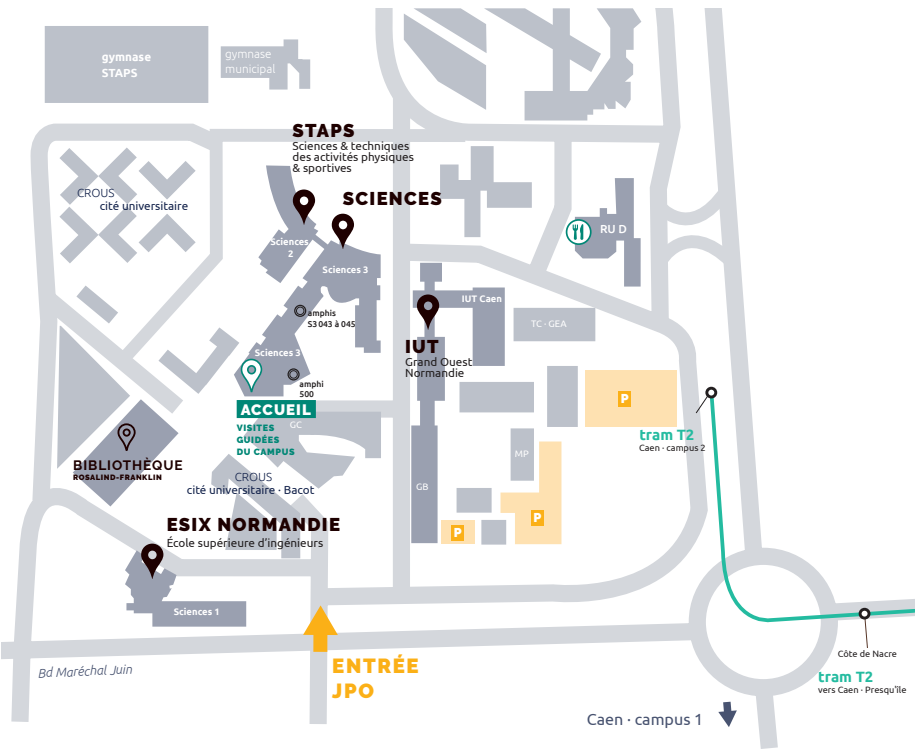 gymnase
STAPS
gymnase
municipal
STAPS
Sciences & techniques
des activités physiques
& sportives
SCIENCES
CROUS
cité universitaire
Sciences
2
Sciences 3
RU D
amphis
S3 043 à 045
IUT Caen
TC · GEA
IUT
Grand Ouest
Normandie
Sciences 3
amphi
500
ACCUEIL
VISITES
GUIDÉES
DU CAMPUS
GC
P
tram T2
Caen · campus 2
BIBLIOTHÈQUE
ROSALIND-FRANKLIN
CROUS
cité universitaire · Bacot
MP
GB
P
P
ESIX NORMANDIE
École supérieure d'ingénieurs
Sciences 1
ENTRÉE
JPO
Bd Maréchal Juin
Côte de Nacre
tram T2
vers Caen · Presqu'île
Caen · campus 1